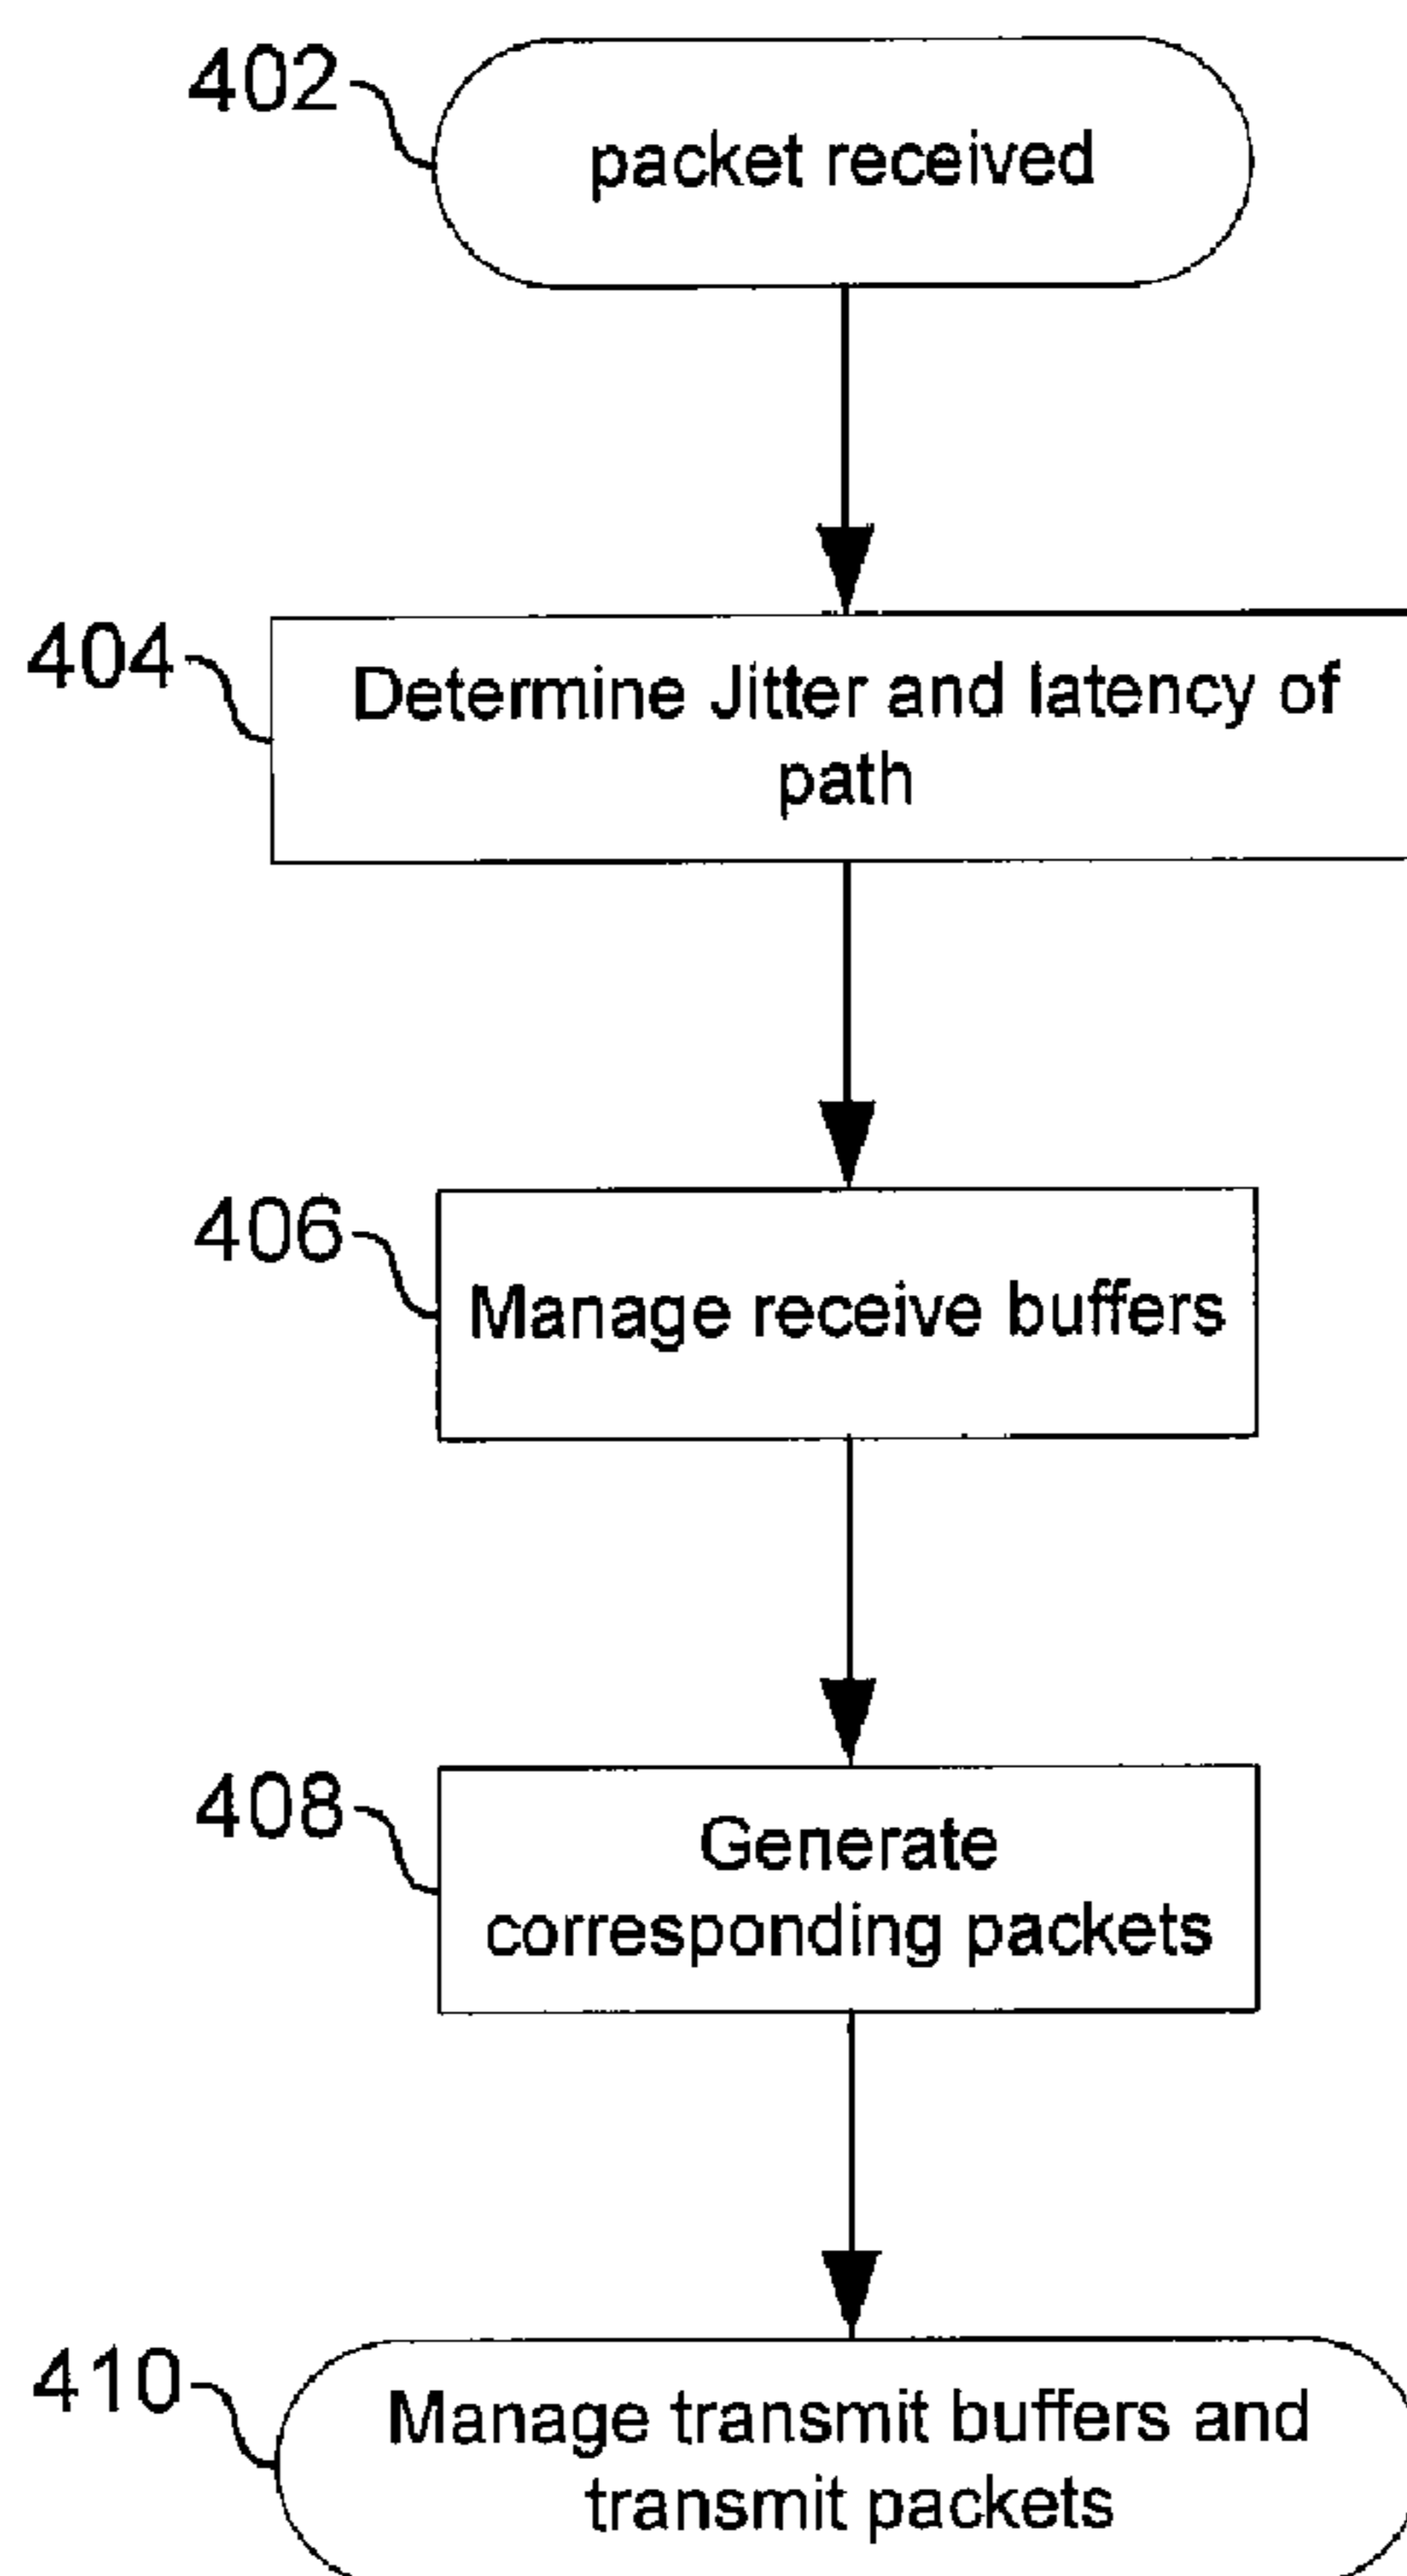 402
packet received
404
Determine Jitter and latency of
path
406
Manage receive buffers
408
Generate
corresponding packets
410
Manage transmit buffers and
transmit packets